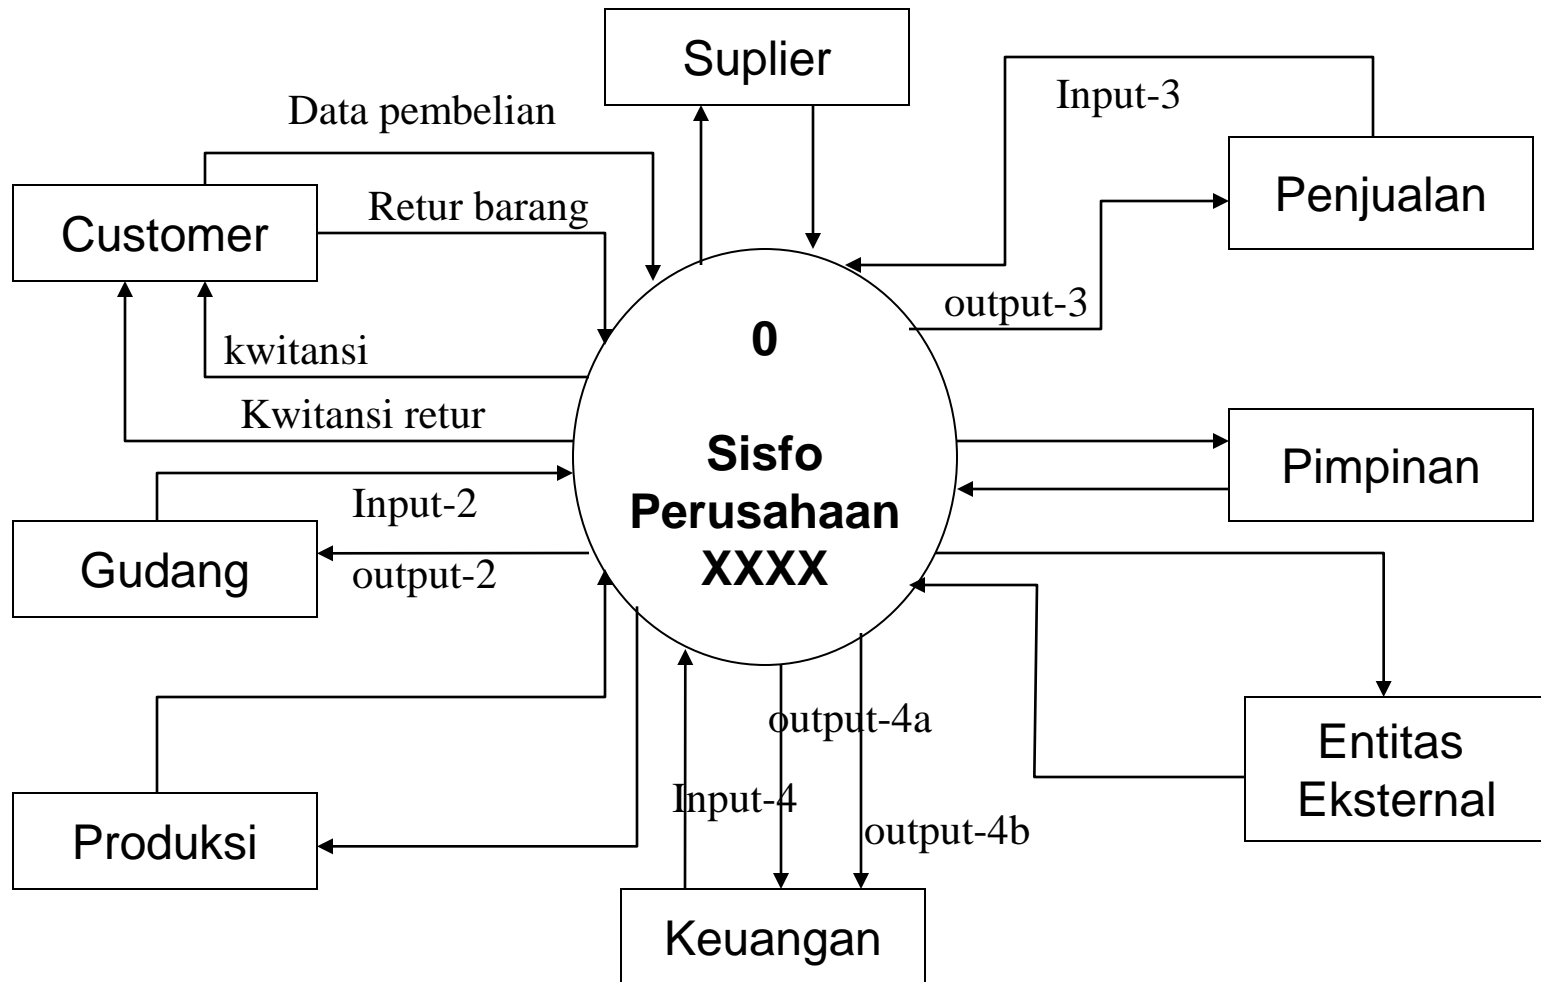 Suplier
Data pembelian
Input-3
Penjualan
Customer
Retur barang
output-3
0
kwitansi
Kwitansi retur
Sisfo
Perusahaan
XXXX
Pimpinan
Input-2
Gudang
output-2
output-4a
Entitas
Eksternal
Input-4
output-4b
Produksi
Keuangan